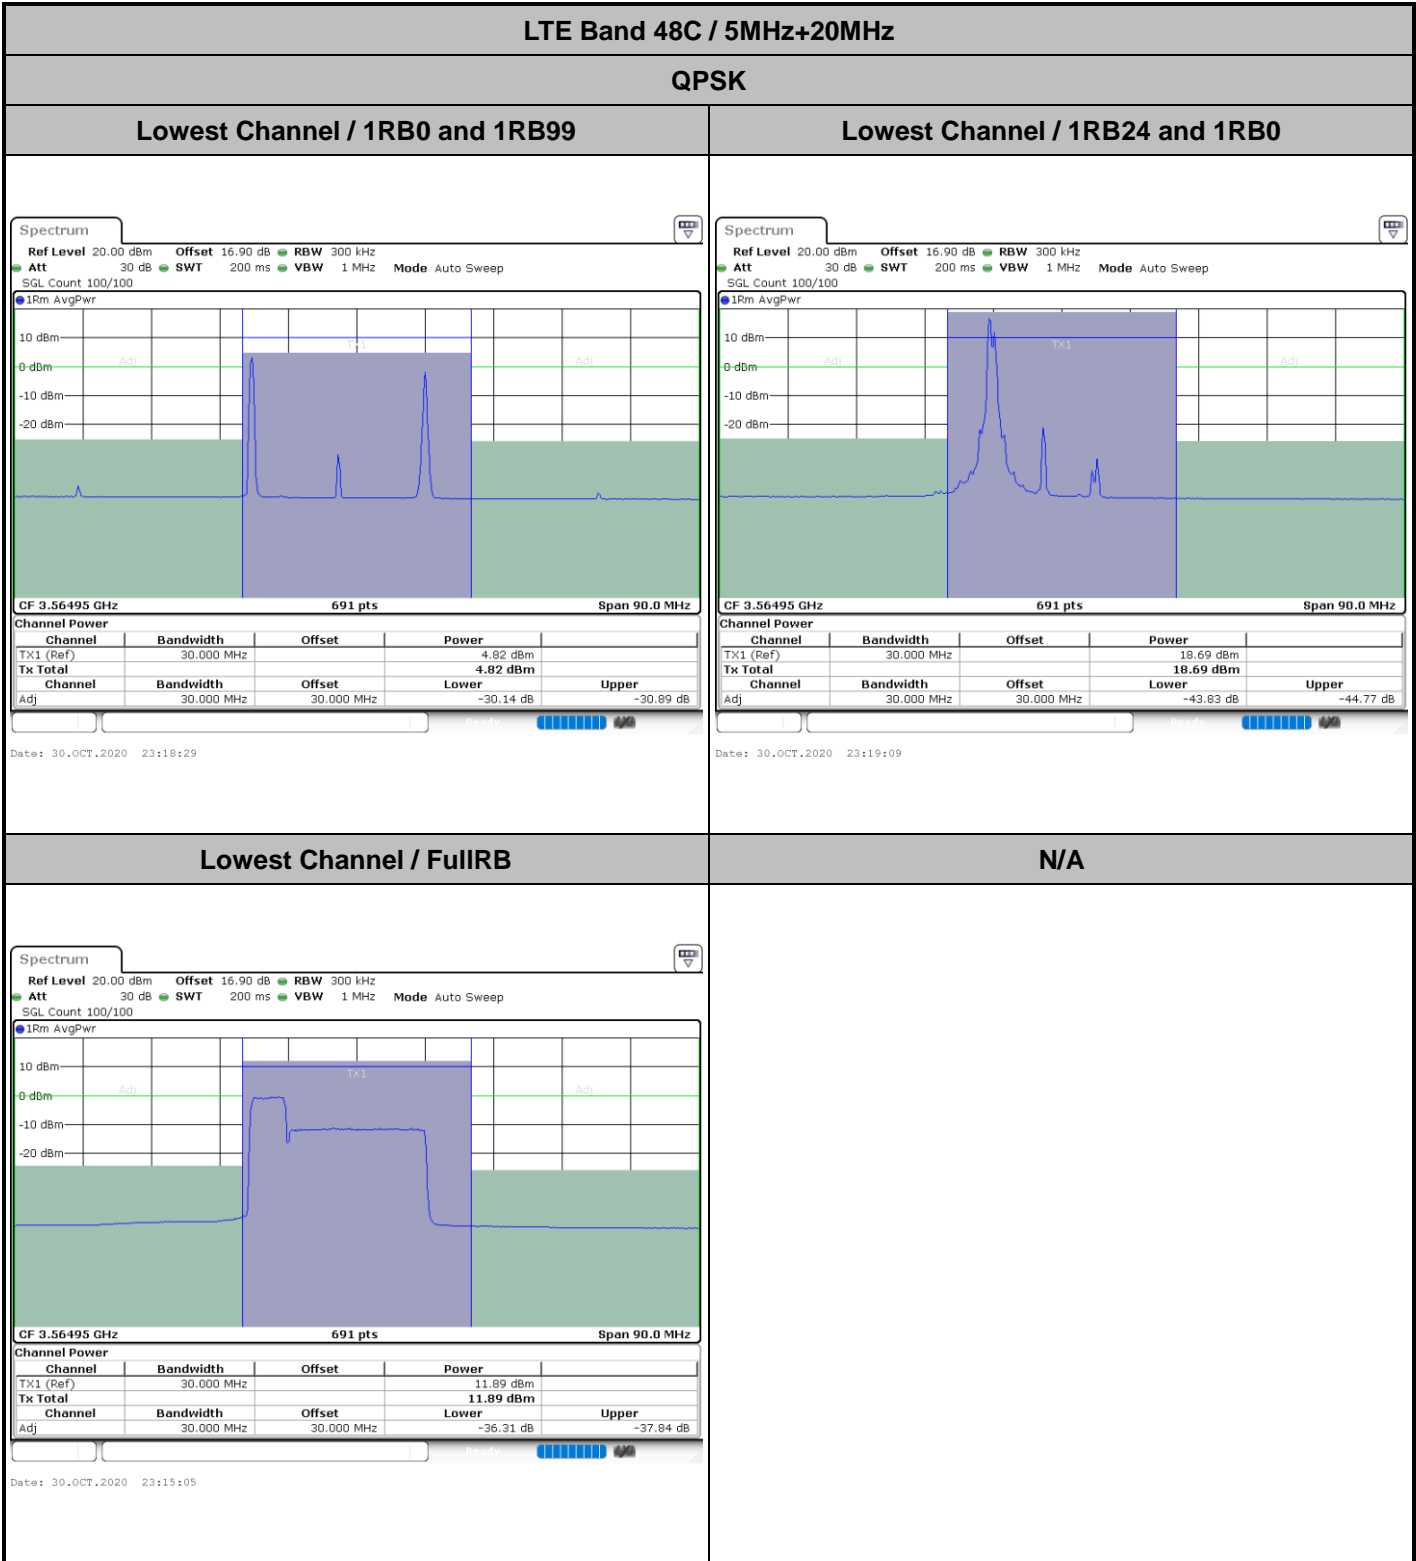 LTE Band 48C / 5MHz+20MHz
QPSK
Lowest Channel / 1RB0 and 1RB99
Lowest Channel / 1RB24 and 1RB0
Spectrum
Ref Level 20.00 dBm Offset 16.90 dB RBW 300 kHz
Att 30 dB SWT 200 ms VBW 1 MHz Mode Auto Sweep
SGL Count 100/100
1Rm AvgPwr
10 dBm
TX1
Adj
Adj
0 dBm
-10 dBm
-20 dBm
CF 3.56495 GHz 691 pts Span 90.0 MHz
Channel Power
Channel Bandwidth Offset Power
TX1 (Ref) 30.000 MHz 4.82 dBm
Tx Total 4.82 dBm
Channel Bandwidth Offset Lower Upper
Adj 30.000 MHz 30.000 MHz -30.14 dB -30.89 dB
Ready
Date: 30.OCT.2020 23:18:29
Spectrum
Ref Level 20.00 dBm Offset 16.90 dB RBW 300 kHz
Att 30 dB SWT 200 ms VBW 1 MHz Mode Auto Sweep
SGL Count 100/100
1Rm AvgPwr
10 dBm
TX1
Adj
Adj
0 dBm
-10 dBm
-20 dBm
CF 3.56495 GHz 691 pts Span 90.0 MHz
Channel Power
Channel Bandwidth Offset Power
TX1 (Ref) 30.000 MHz 18.69 dBm
Tx Total 18.69 dBm
Channel Bandwidth Offset Lower Upper
Adj 30.000 MHz 30.000 MHz -43.83 dB -44.77 dB
Ready
Date: 30.OCT.2020 23:19:09
Lowest Channel / FullRB
N/A
Spectrum
Ref Level 20.00 dBm Offset 16.90 dB RBW 300 kHz
Att 30 dB SWT 200 ms VBW 1 MHz Mode Auto Sweep
SGL Count 100/100
1Rm AvgPwr
10 dBm
TX1
Adj
Adj
0 dBm
-10 dBm
-20 dBm
CF 3.56495 GHz 691 pts Span 90.0 MHz
Channel Power
Channel Bandwidth Offset Power
TX1 (Ref) 30.000 MHz 11.89 dBm
Tx Total 11.89 dBm
Channel Bandwidth Offset Lower Upper
Adj 30.000 MHz 30.000 MHz -36.31 dB -37.84 dB
Ready
Date: 30.OCT.2020 23:15:05